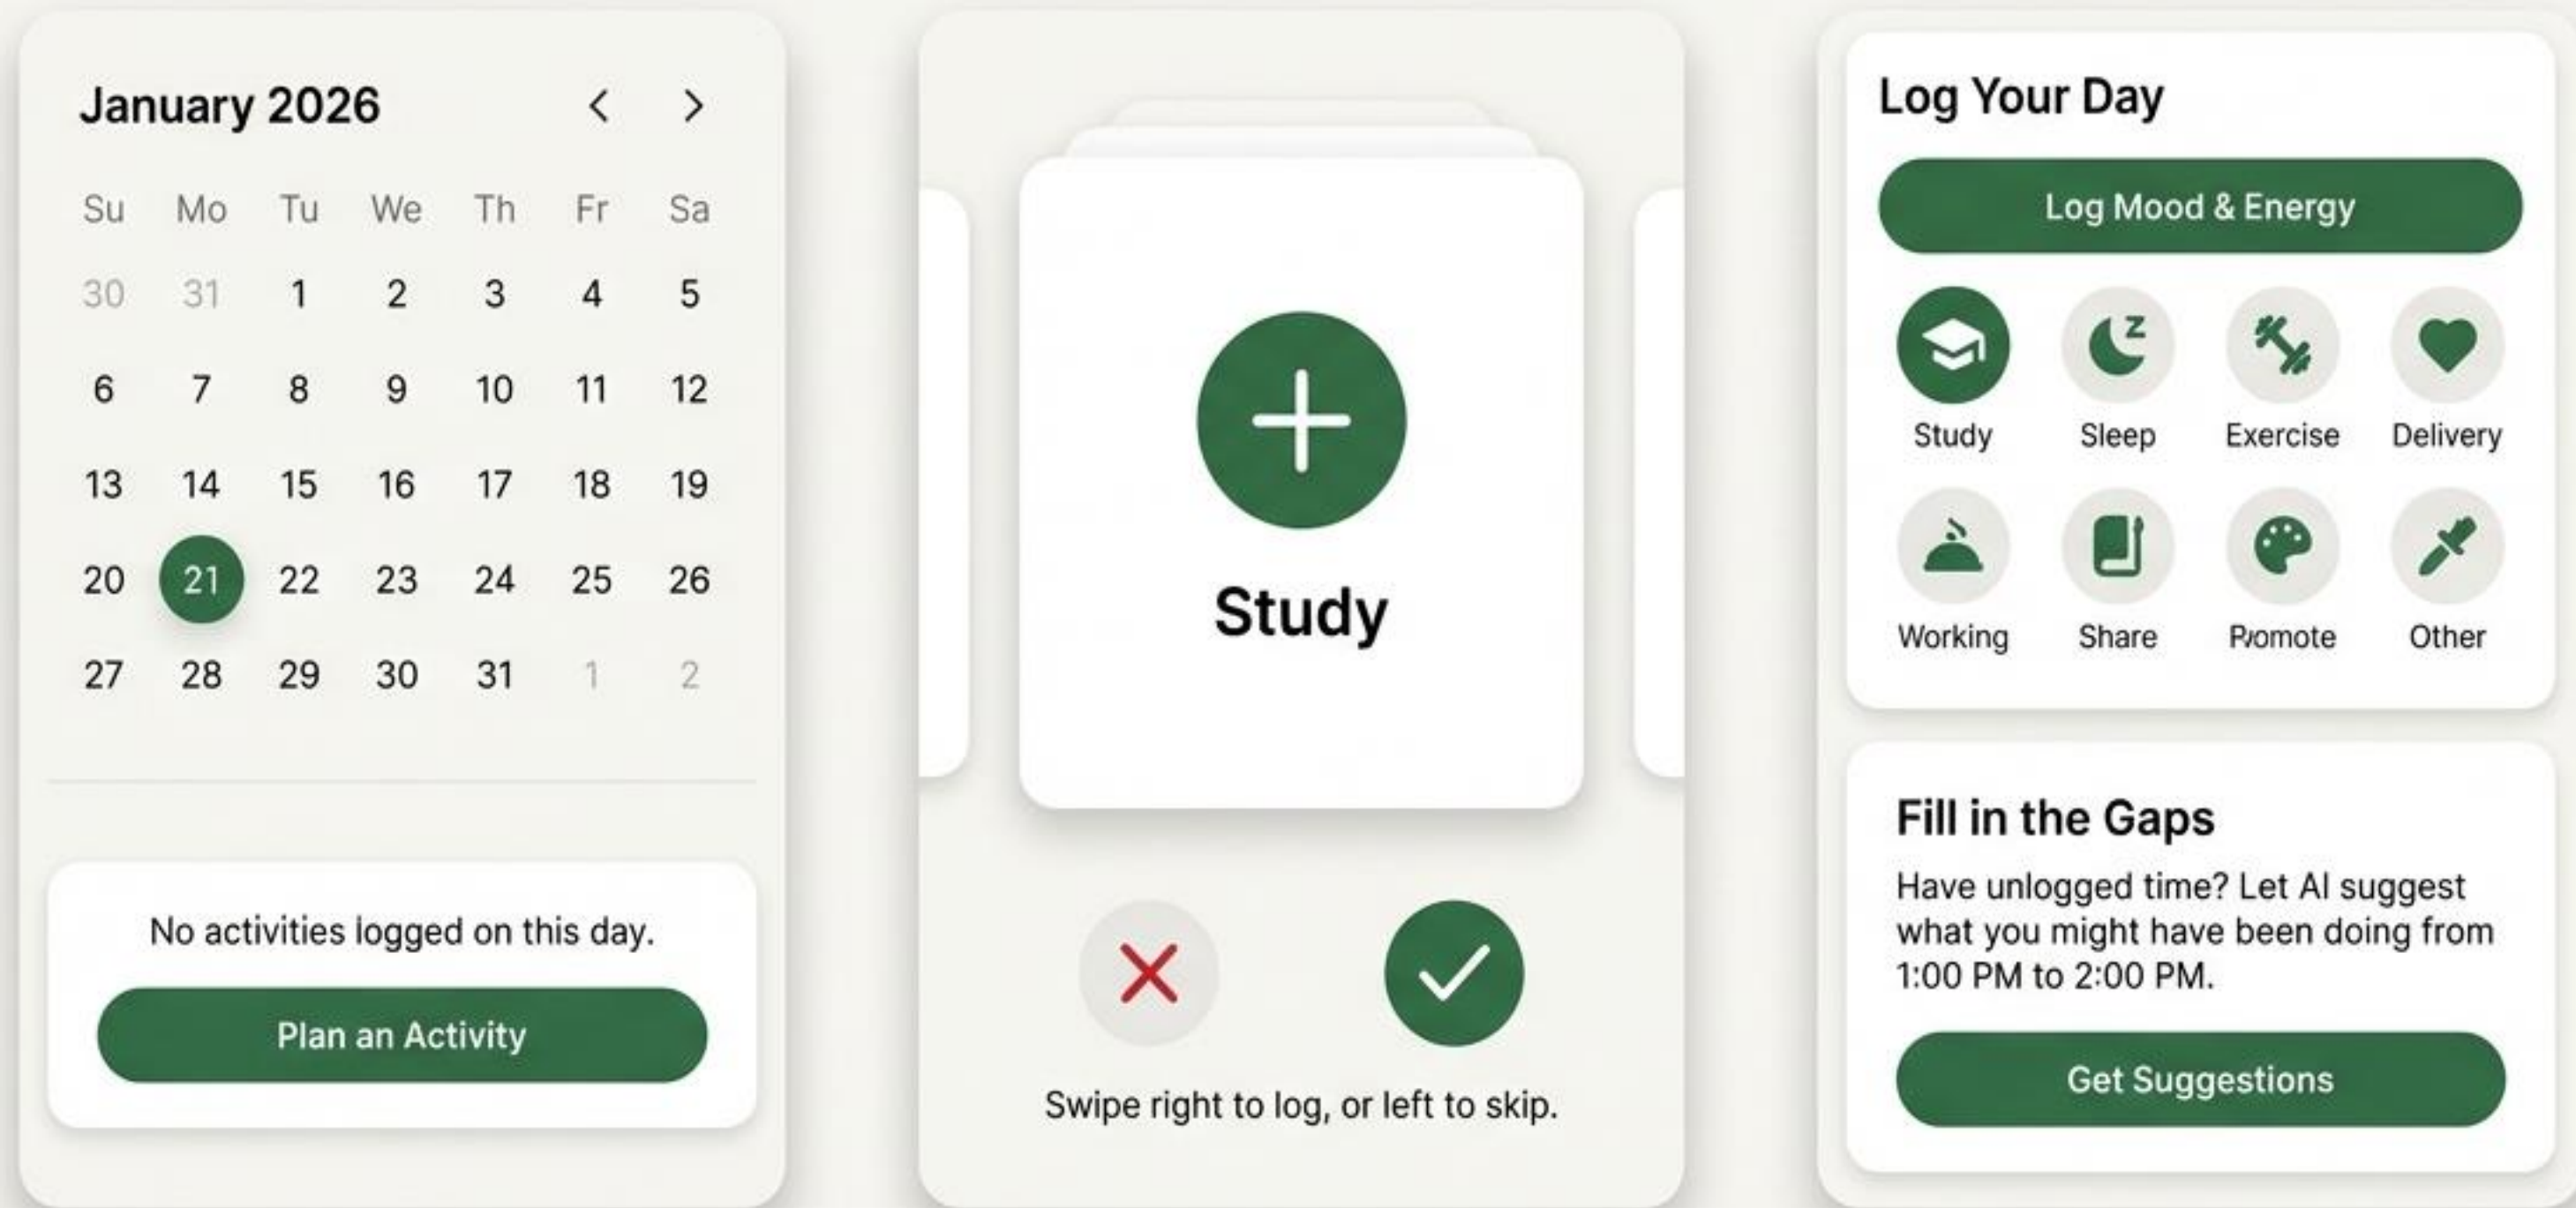 January 2026
Su Mo Tu We Th Fr Sa
30 31 1 2 3 4 5
6 7 8 9 10 11 12
13 14 15 16 17 18 19
20 21 22 23 24 25 26
27 28 29 30 31 1 2
No activities logged on this day.
Plan an Activity
Study
Swipe right to log, or left to skip.
Log Your Day
Log Mood & Energy
Study Sleep Exercise Delivery
Working Share Promote Other
Fill in the Gaps
Have unlogged time? Let AI suggest
what you might have been doing from
1:00 PM to 2:00 PM.
Get Suggestions